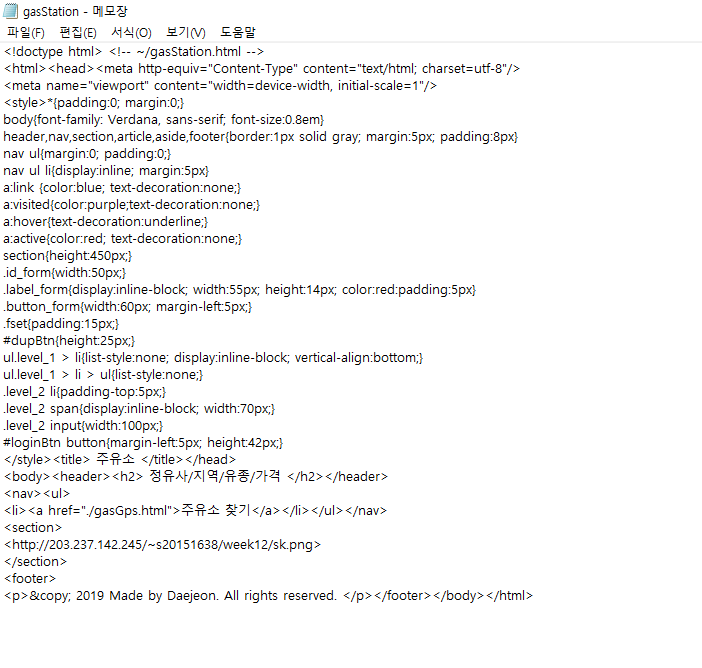 gasStation - 메모장
파일(F) 편집(E) 서식(O) 보기(V) 도움말
<!doctype html> <!-- ~/gasStation.html -->
<html><head><meta http-equiv="Content-Type" content="text/html; charset=utf-8"/>
<meta name="viewport" content="width=device-width, initial-scale=1"/>
<style>*{padding:0; margin:0;}
body{font-family: Verdana, sans-serif; font-size:0.8em}
header,nav,section,article,aside,footer{border:1px solid gray; margin:5px; padding:8px}
nav ul{margin:0; padding:0;}
nav ul li{display:inline; margin:5px}
a:link {color:blue; text-decoration:none;}
a:visited{color:purple;text-decoration:none;}
a:hover{text-decoration:underline;}
a:active{color:red; text-decoration:none;}
section{height:450px;}
.id_form{width:50px;}
.label_form{display:inline-block; width:55px; height:14px; color:red:padding:5px}
.button_form{width:60px; margin-left:5px;}
.fset{padding:15px;}
#dupBtn{height:25px;}
ul.level_1 > li{list-style:none; display:inline-block; vertical-align:bottom;}
ul.level_1 > li > ul{list-style:none;}
.level_2 li{padding-top:5px;}
.level_2 span{display:inline-block; width:70px;}
.level_2 input{width:100px;}
#loginBtn button{margin-left:5px; height:42px;}
</style><title> 주유소 </title></head>
<body><header><h2> 정유사/지역/유종/가격 </h2></header>
<nav><ul>
<li><a href="./gasGps.html">주유소 찾기</a></li></ul></nav>
<section>
<http://203.237.142.245/~s20151638/week12/sk.png>
</section>
<footer>
<p>&copy; 2019 Made by Daejeon. All rights reserved. </p></footer></body></html>